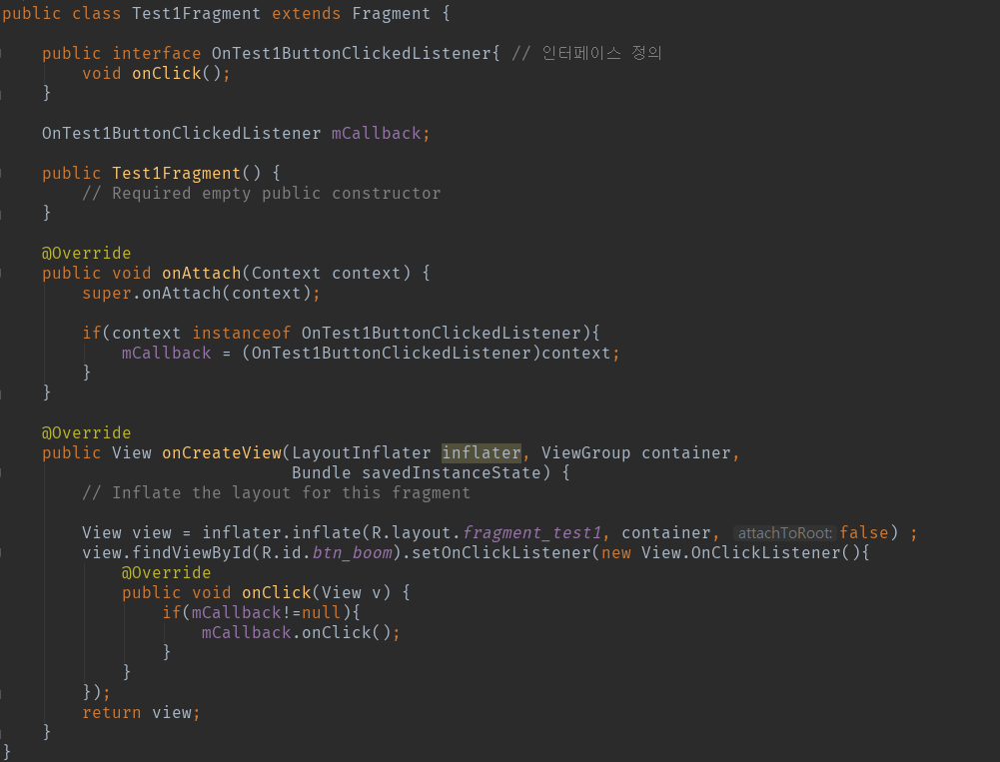 public class Test1Fragment extends Fragment {
public interface OnTest1ButtonClickedListener{ // 인터페이스 정의
void onClick();
}
OnTest1ButtonClickedListener mCallback;
public Test1Fragment() {
// Required empty public constructor
}
@Override
public void onAttach(Context context) {
super.onAttach(context);
if(context instanceof OnTest1ButtonClickedListener){
mCallback = (OnTest1ButtonClickedListener)context;
}
}
@Override
public View onCreateView(LayoutInflater inflater, ViewGroup container,
Bundle savedInstanceState) {
// Inflate the layout for this fragment
View view = inflater.inflate(R.layout.fragment_test1, container, attachToRoot: false) ;
view.findViewById(R.id.btn_boom).setOnClickListener(new View.OnClickListener(){
@Override
public void onClick(View v) {
if(mCallback!=null){
mCallback.onClick();
}
}
});
return view;
}
}